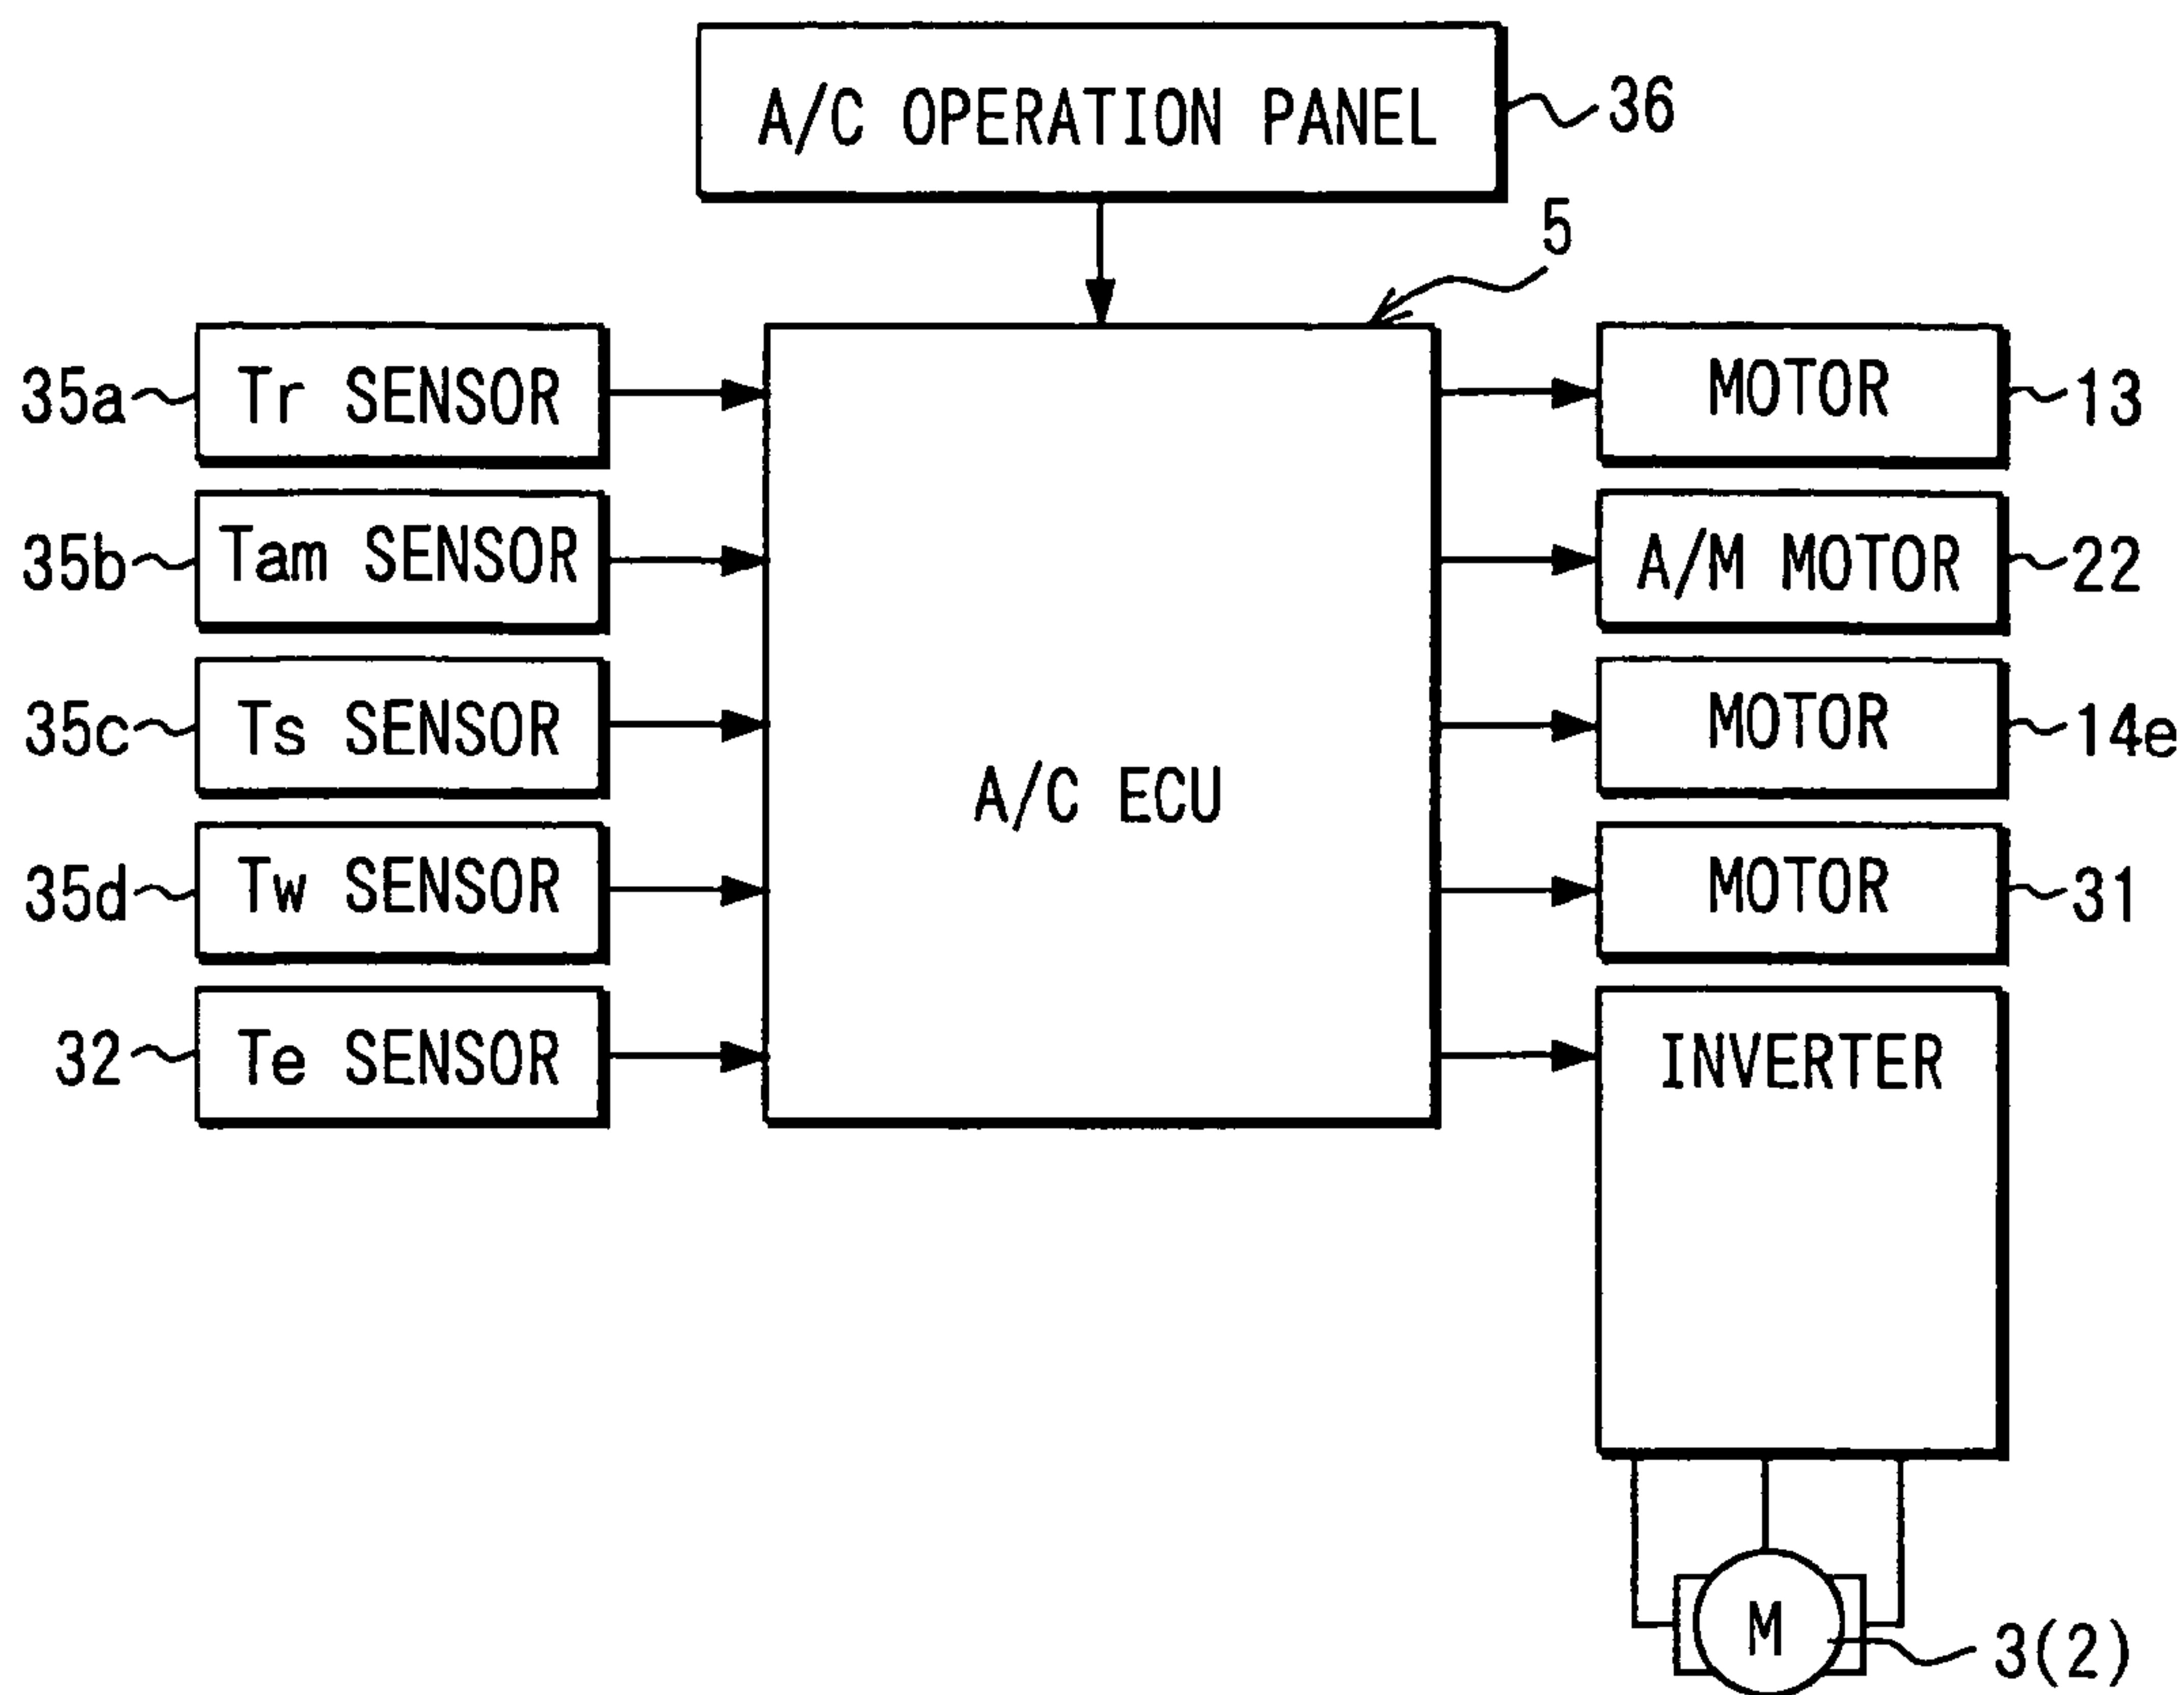 A/C OPERATION PANEL
36
5
35a
Tr SENSOR
MOTOR
13
35b
Tam SENSOR
A/M MOTOR
22
35c
Ts SENSOR
MOTOR
14e
A/C ECU
35d
Tw SENSOR
MOTOR
31
32
Te SENSOR
INVERTER
M
3(2)